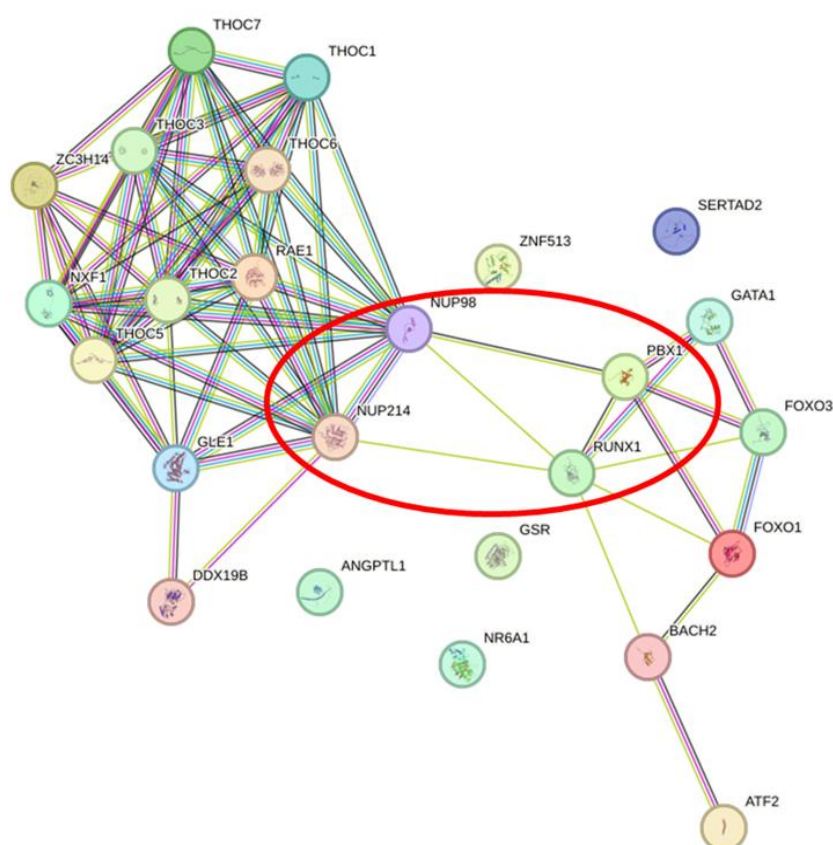 THOC7
THOC1
THOC3
THOC6
ZC3H14
SERTAD2
ZNF513
RAE1
THOC2
NXF1
NUP98
GATA1
THOC5
PBX1
FOXO3
NUP214
GLE1
RUNX1
GSR
FOXO1
DDX19B
ANGPTL1
NR6A1
BACH2
ATF2